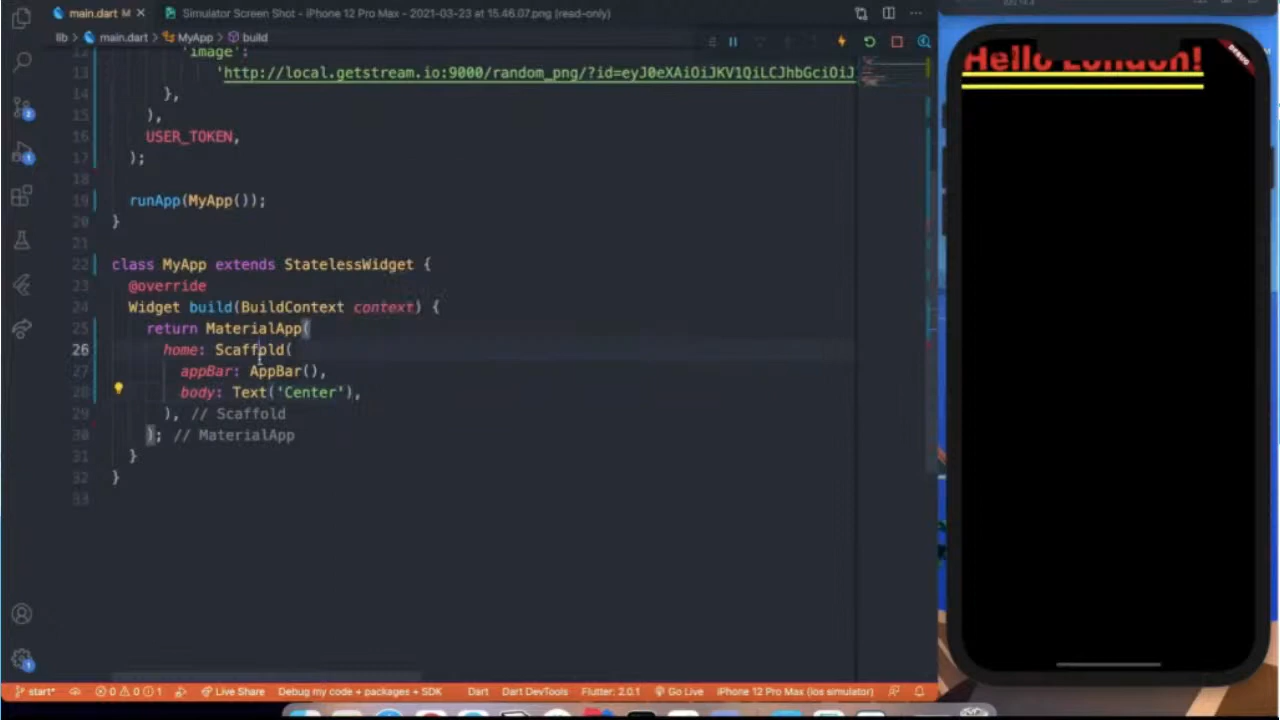 main.dart M
Simulator Screen Shot - iPhone 12 Pro Max - 2021-03-23 at 15.46.07.png (read-only)
lib > main.dart > MyApp > build
12 'image':
13 'http://local.getstream.io:9000/random_png/?id=eyJ0eXAiOiJKV1QiLCJhbGciOiJ
14 },
15 ),
16 USER_TOKEN,
17 );
18
19 runApp(MyApp());
20 }
21
22 class MyApp extends StatelessWidget {
23 @override
24 Widget build(BuildContext context) {
25 return MaterialApp(
26 home: Scaffold(
27 appBar: AppBar(),
28 body: Text('Center'),
29 ), // Scaffold
30 ); // MaterialApp
31 }
32 }
33
Hello London!
DEBUG
start* 0 0 1 Live Share Debug my code + packages + SDK Dart Dart DevTools Flutter: 2.0.1 Go Live iPhone 12 Pro Max (ios simulator)